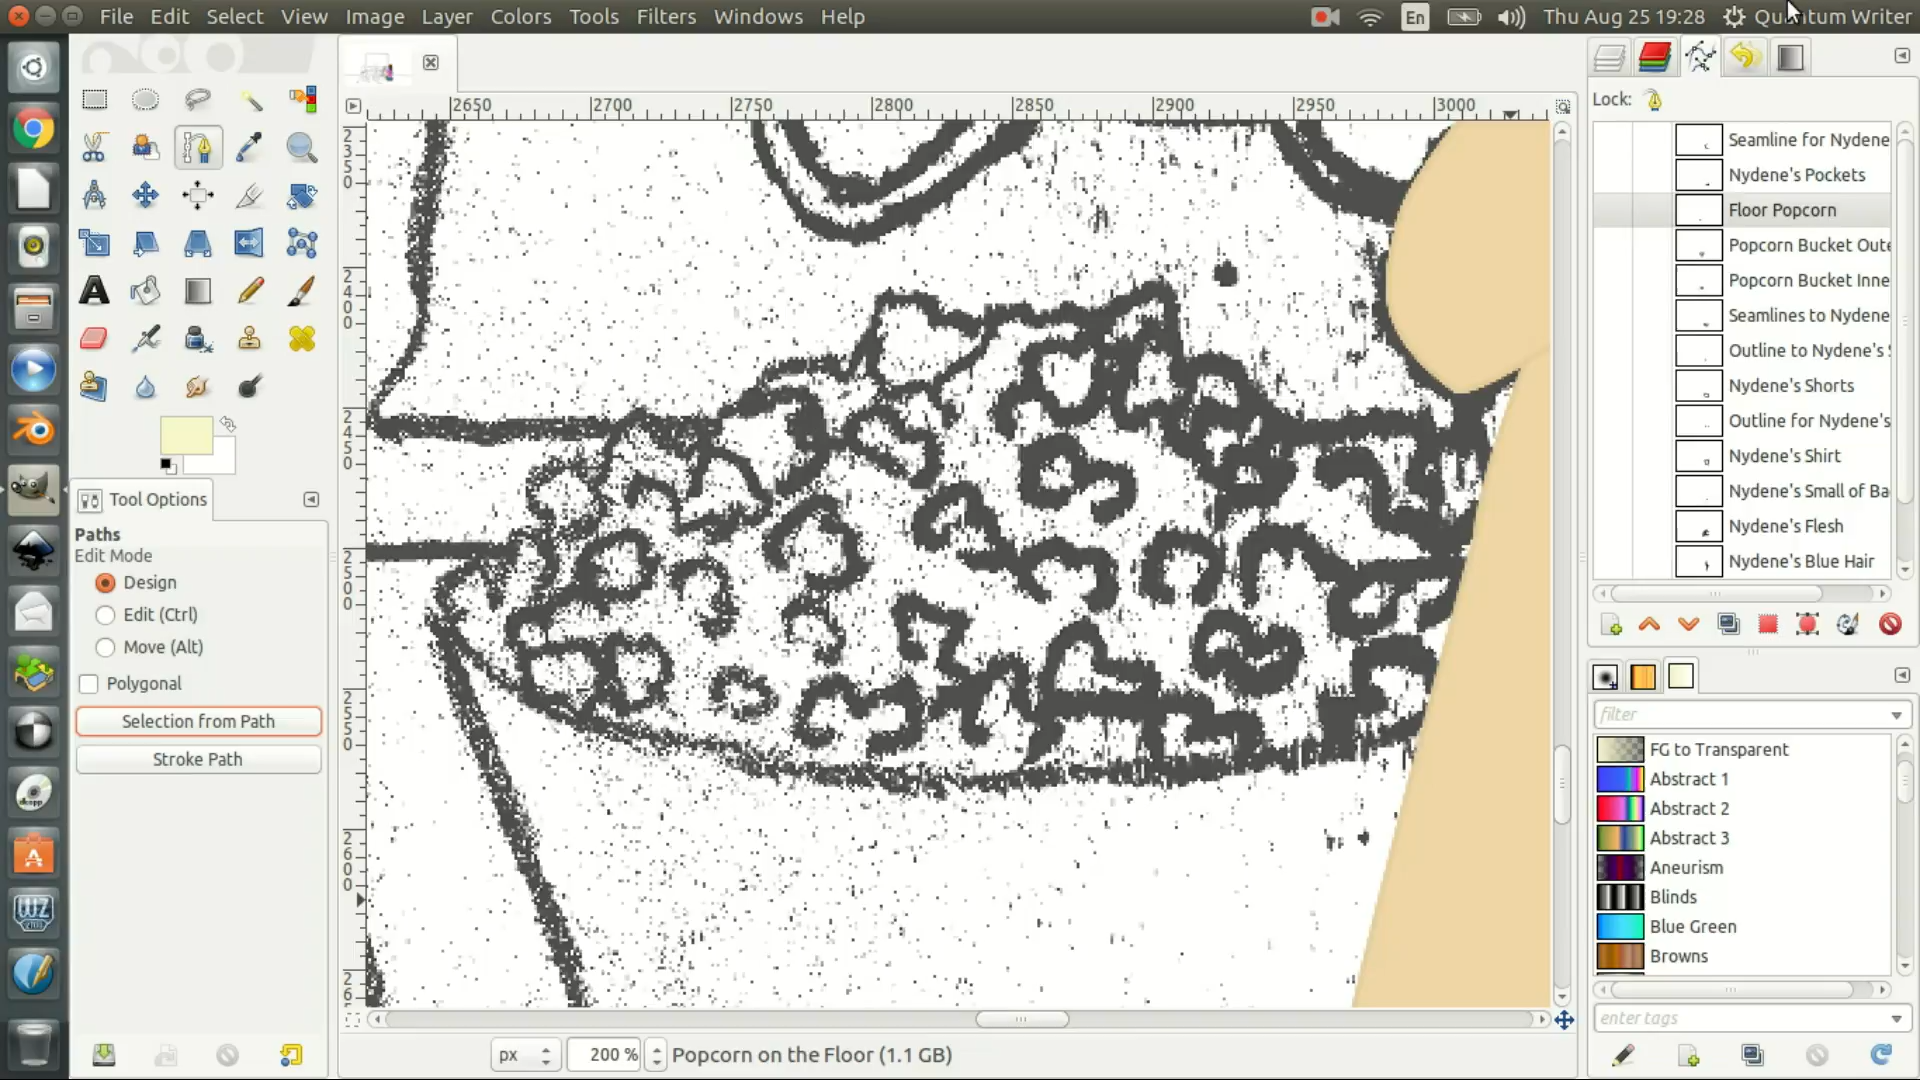 File Edit Select View Image Layer Colors Tools Filters Windows Help
En Thu Aug 25 19:28 Quantum Writer
2650 2700 2750 2800 2850 2900 2950 3000
Lock:
Seamline for Nydene
Nydene's Pockets
Floor Popcorn
Popcorn Bucket Oute
Popcorn Bucket Inne
Seamlines to Nydene
Outline to Nydene's
Nydene's Shorts
Outline for Nydene's
Nydene's Shirt
Nydene's Small of Ba
Nydene's Flesh
Nydene's Blue Hair
Tool Options
Paths
Edit Mode
Design
Edit (Ctrl)
Move (Alt)
Polygonal
Selection from Path
Stroke Path
filter
FG to Transparent
Abstract 1
Abstract 2
Abstract 3
Aneurism
Blinds
Blue Green
Browns
enter tags
px 200 % Popcorn on the Floor (1.1 GB)